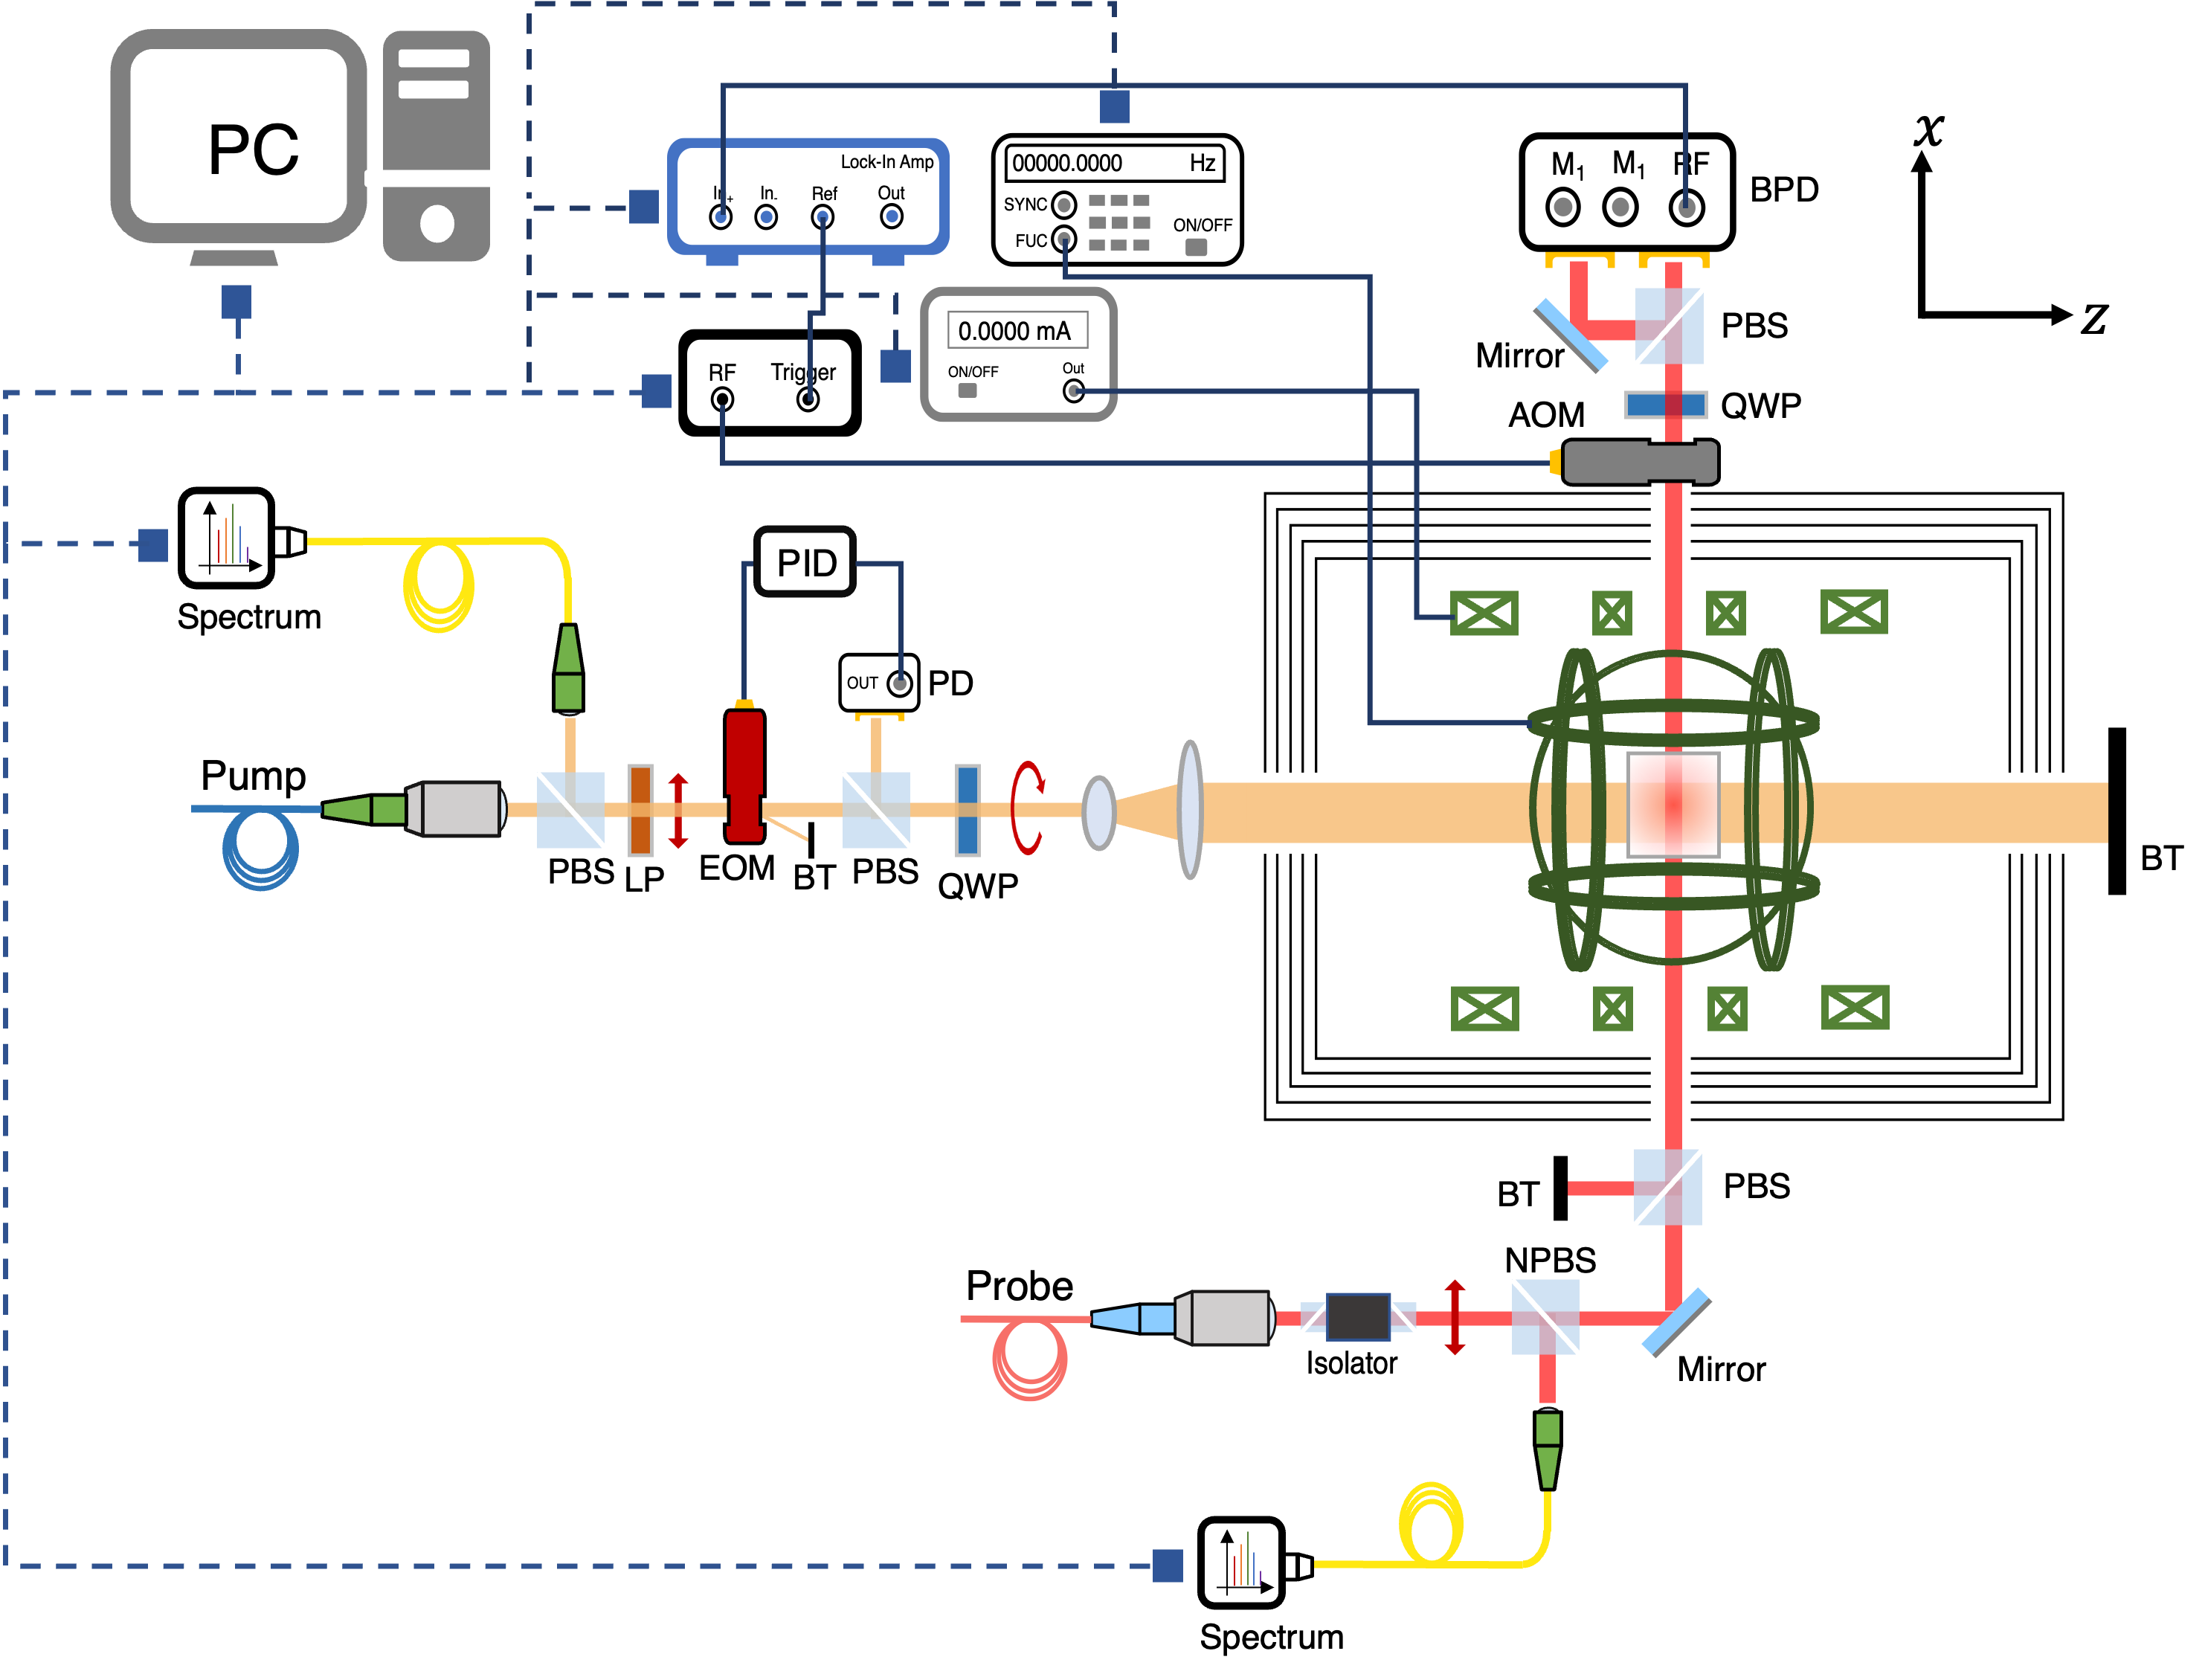 PC
Lock-In Amp
In+ In- Ref Out
00000.0000 Hz
SYNC
FUC
ON/OFF
M1 M1 RF
BPD
x
z
PBS
Mirror
QWP
AOM
0.0000 mA
ON/OFF
Out
RF Trigger
Spectrum
PID
OUT
PD
Pump
PBS
LP
EOM
BT
PBS
QWP
BT
BT
PBS
NPBS
Probe
Isolator
Mirror
Spectrum